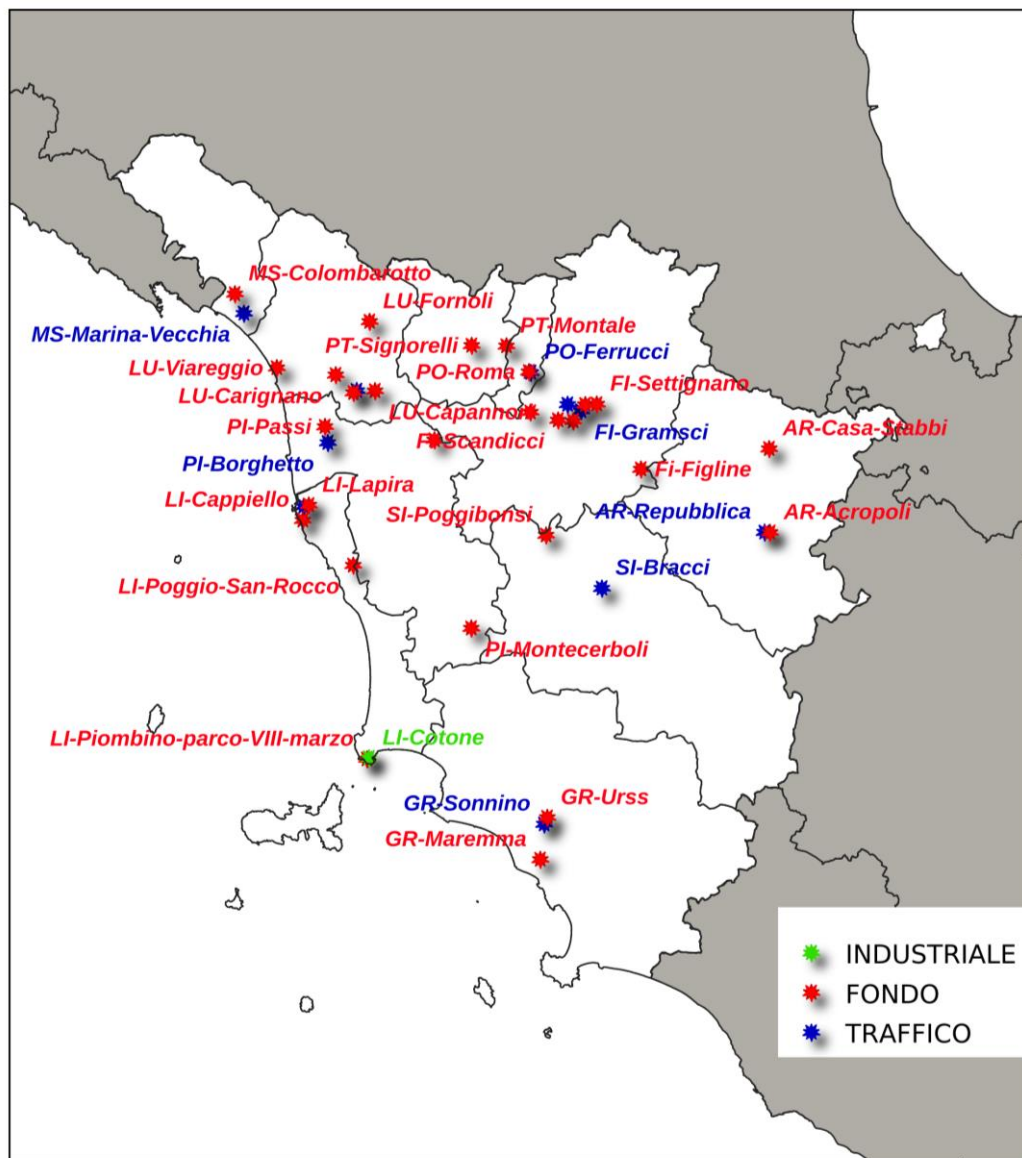 MS-Colombarotto
LU-Fornoli
MS-Marina-Vecchia
PT-Montale
PT-Signorelli
PO-Ferrucci
LU-Viareggio
PO-Roma
FI-Settignano
LU-Carignano
LU-Capannori
PI-Passi
FI-Gramsci
AR-Casa-Stabbi
FI-Scandicci
PI-Borghetto
Fi-Figline
LI-Lapira
LI-Cappiello
SI-Poggibonsi
AR-Repubblica
AR-Acropoli
SI-Bracci
LI-Poggio-San-Rocco
PI-Montecerboli
LI-Piombino-parco-VIII-marzo
LI-Cotone
GR-Urss
GR-Sonnino
GR-Maremma
INDUSTRIALE
FONDO
TRAFFICO